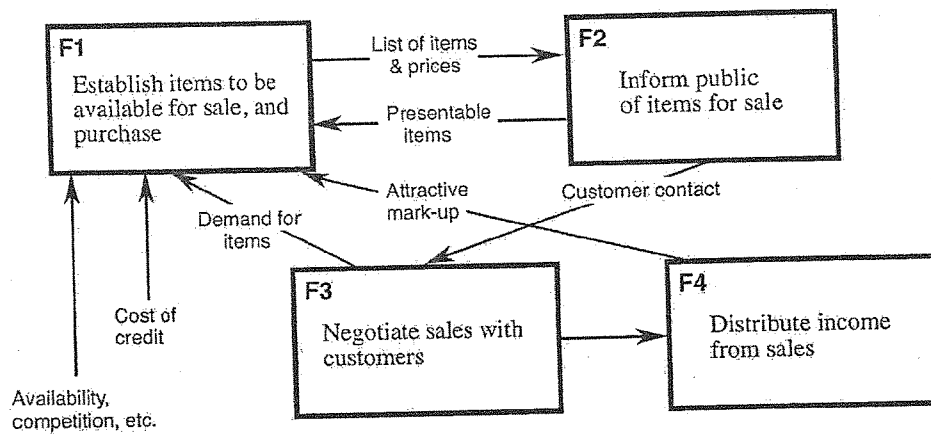 F1
Establish items to be
available for sale, and
purchase
List of items
& prices
F2
Inform public
of items for sale
Presentable
items
Attractive
mark-up
Customer contact
Demand for
items
Cost of
credit
Availability,
competition, etc.
F3
Negotiate sales with
customers
F4
Distribute income
from sales